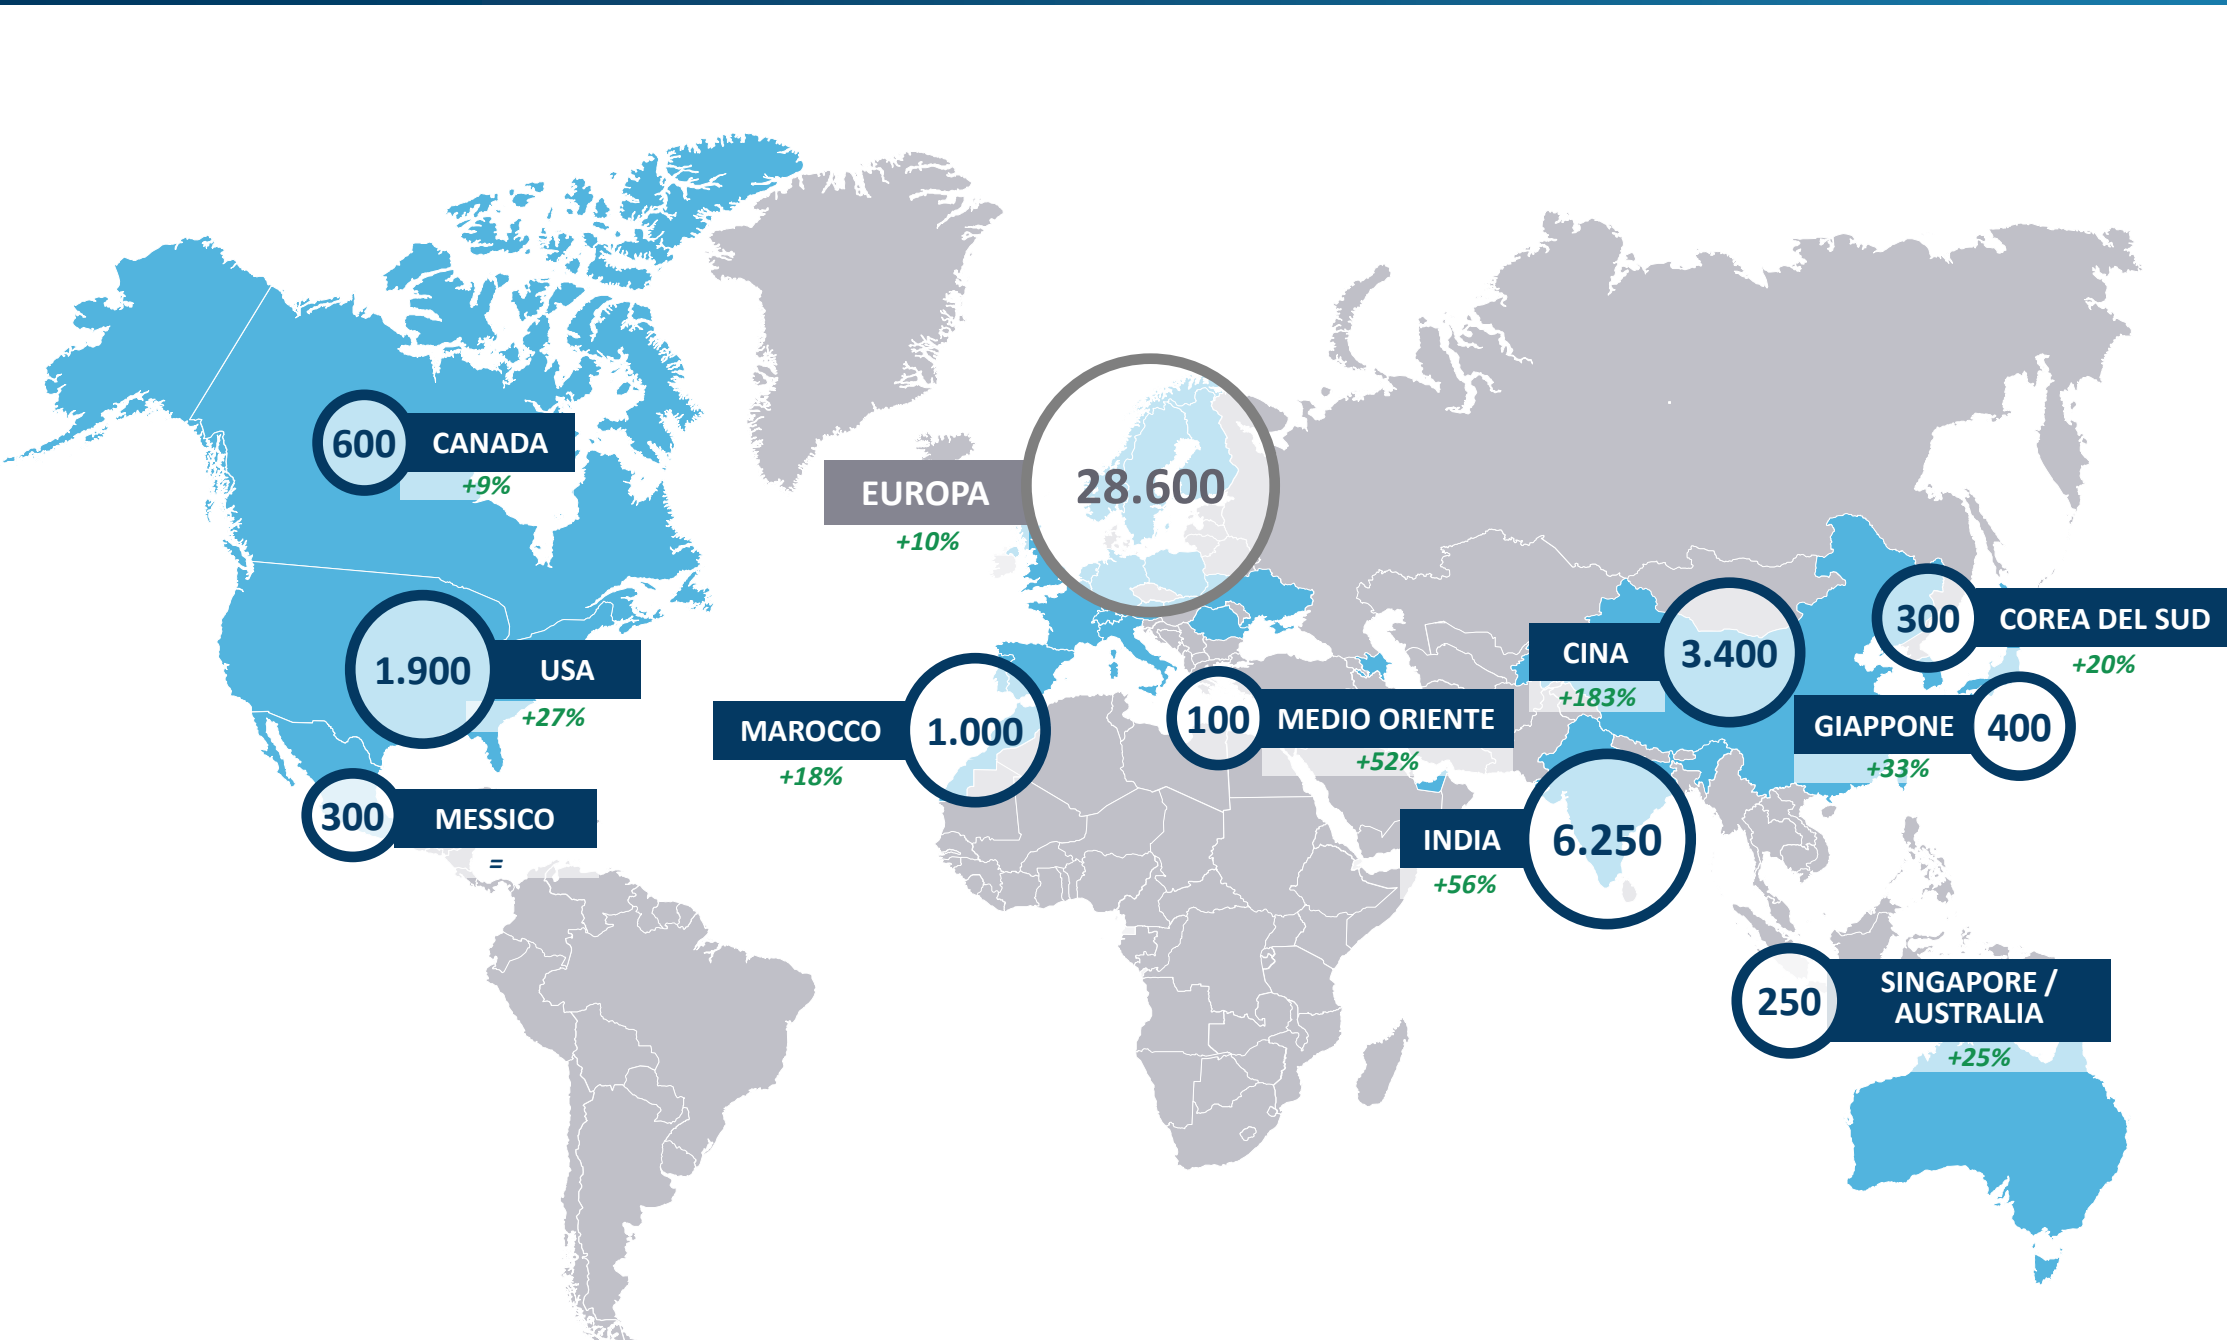 600
CANADA
+9%
EUROPA
28.600
+10%
1.900
USA
+27%
CINA
3.400
+183%
300
COREA DEL SUD
+20%
MAROCCO
1.000
+18%
100
MEDIO ORIENTE
+52%
GIAPPONE
400
+33%
300
MESSICO
=
INDIA
6.250
+56%
250
SINGAPORE /
AUSTRALIA
+25%